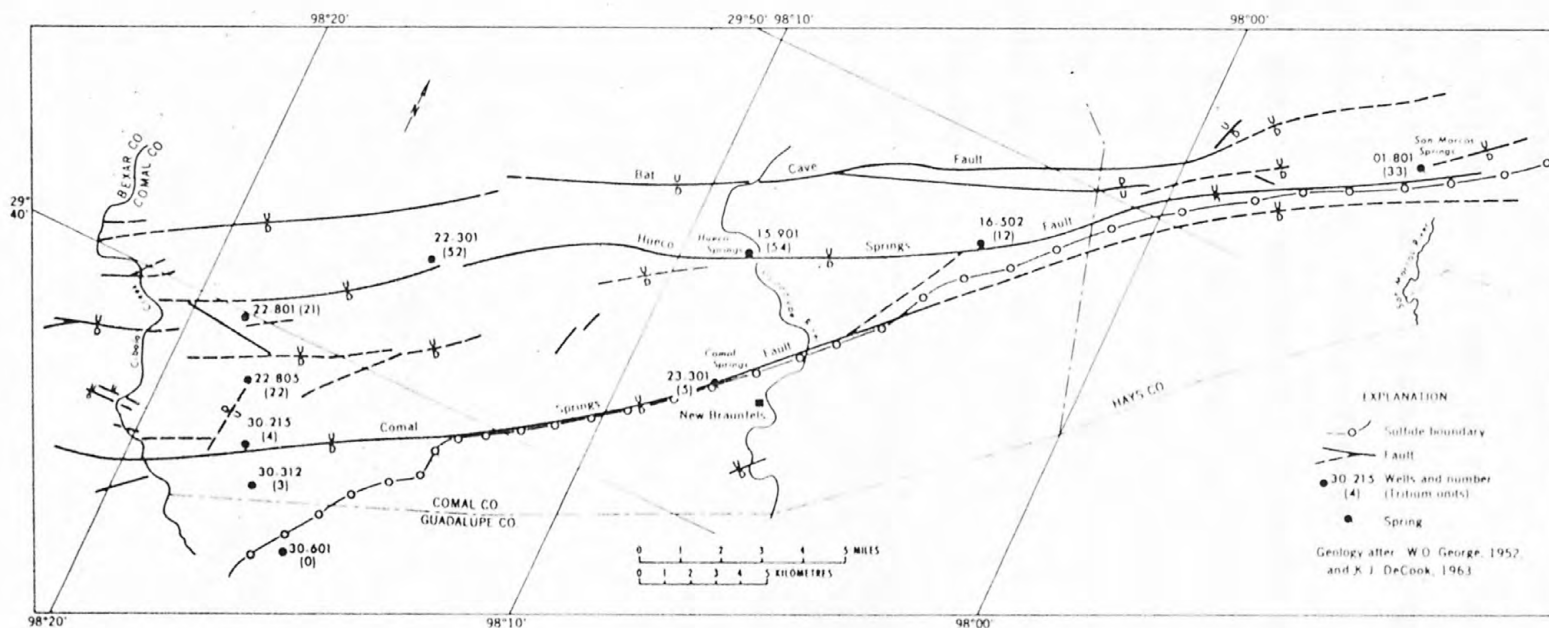 98°20'
29°50' 98°10'
98°00'
N
BEXAR CO
COMAL CO
29°
40'
Bat Cave Fault
San Marcos
Springs
01-801
(33)
22-301
(52)
Hueco Springs Fault
Hueco
Springs
15-901
(54)
16-502
(12)
22-801 (21)
Cibolo
22-805
(22)
30-215
(4)
30-312
(3)
30-601
(0)
Comal Springs Fault
Comal
Springs
23-301
(5)
New Braunfels
San Marcos River
HAYS CO
COMAL CO
GUADALUPE CO
0 1 2 3 4 5 MILES
0 1 2 3 4 5 KILOMETRES
EXPLANATION
Sulfide boundary
Fault
30-215 Wells and number
(4) (Tritium units)
Spring
Geology after W.O. George, 1952,
and K.J. DeCook, 1963
98°20'
98°10'
98°00'